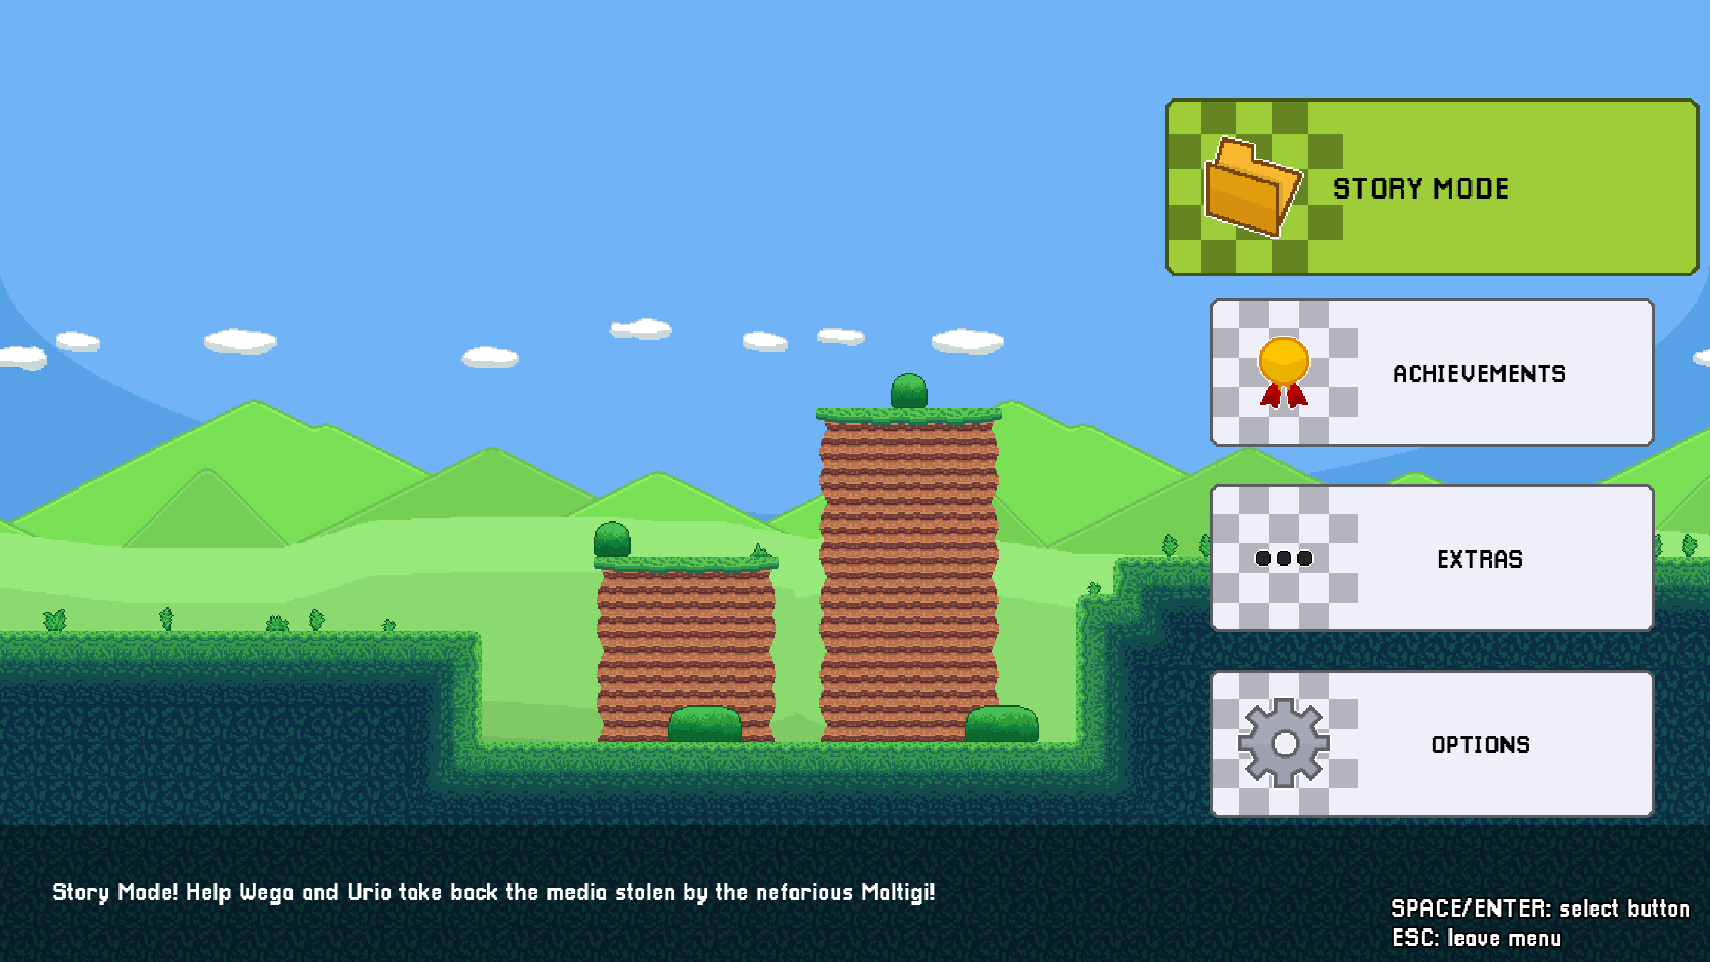 STORY MODE
ACHIEVEMENTS
EXTRAS
OPTIONS
Story Mode! Help Wega and Urio take back the media stolen by the nefarious Maltigi!
SPACE/ENTER: select button
ESC: leave menu